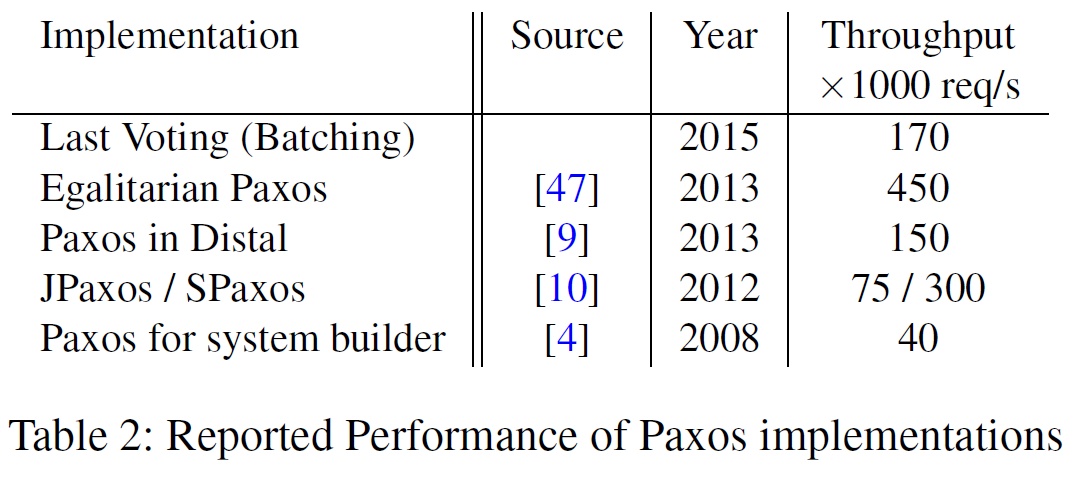 Implementation Source Year Throughput
×1000 req/s
Last Voting (Batching) 2015 170
Egalitarian Paxos [47] 2013 450
Paxos in Distal [9] 2013 150
JPaxos / SPaxos [10] 2012 75 / 300
Paxos for system builder [4] 2008 40
Table 2: Reported Performance of Paxos implementations